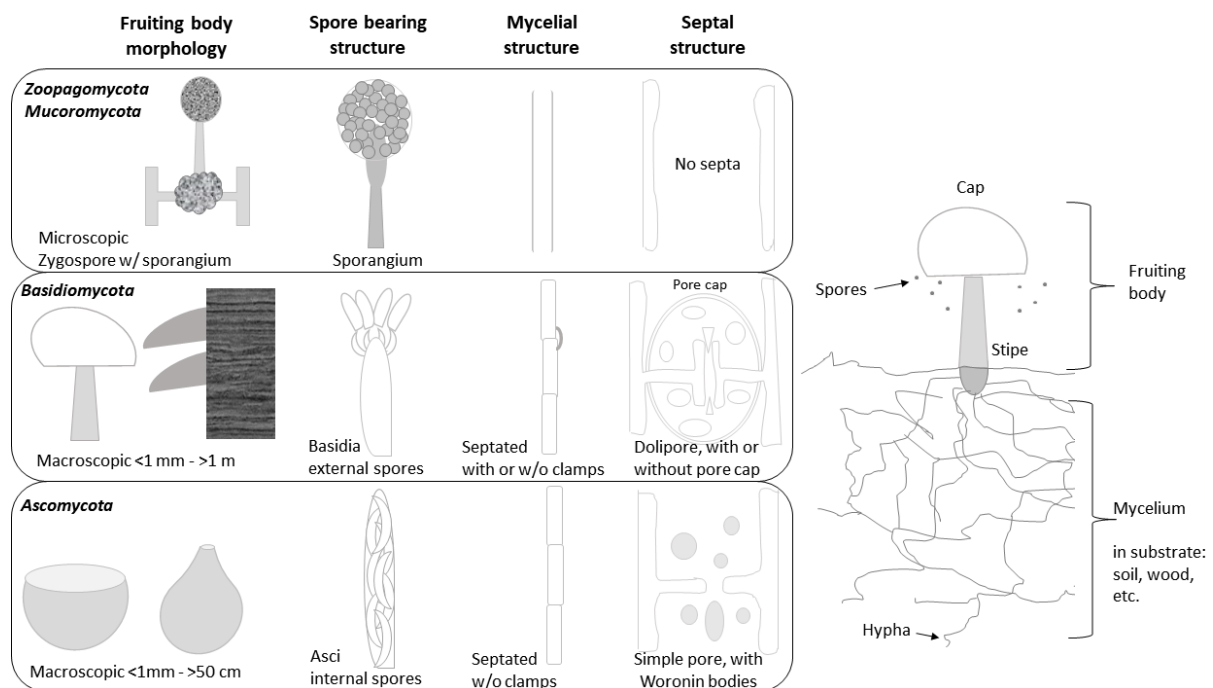 Fruiting body
morphology
Spore bearing
structure
Mycelial
structure
Septal
structure
Zoopagomycota
Mucoromycota
No septa
Microscopic
Zygospore w/ sporangium
Sporangium
Basidiomycota
Pore cap
Macroscopic <1 mm - >1 m
Basidia
external spores
Septated
with or w/o clamps
Dolipore, with or
without pore cap
Ascomycota
Macroscopic <1mm - >50 cm
Asci
internal spores
Septated
w/o clamps
Simple pore, with
Woronin bodies
Cap
Spores
Stipe
Fruiting
body
Mycelium
in substrate:
soil, wood,
etc.
Hypha